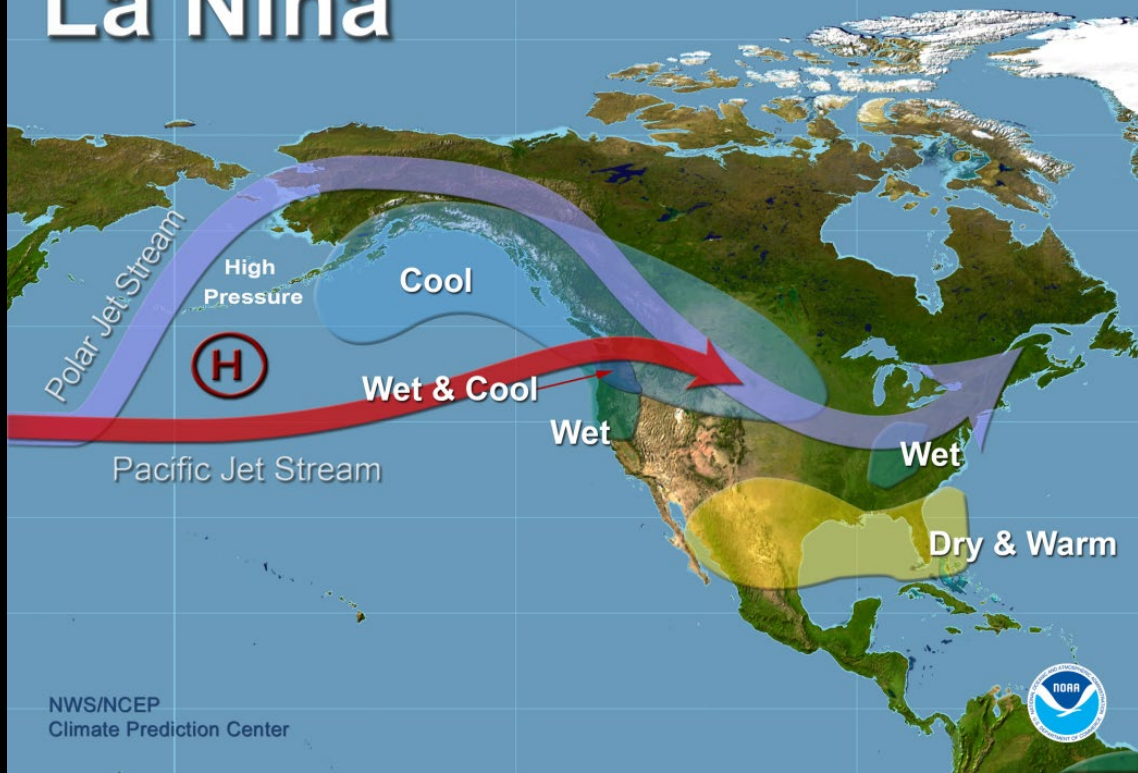 La Niña
Polar Jet Stream
High
Pressure
H
Cool
Wet & Cool
Wet
Wet
Pacific Jet Stream
Dry & Warm
NWS/NCEP
Climate Prediction Center
NOAA